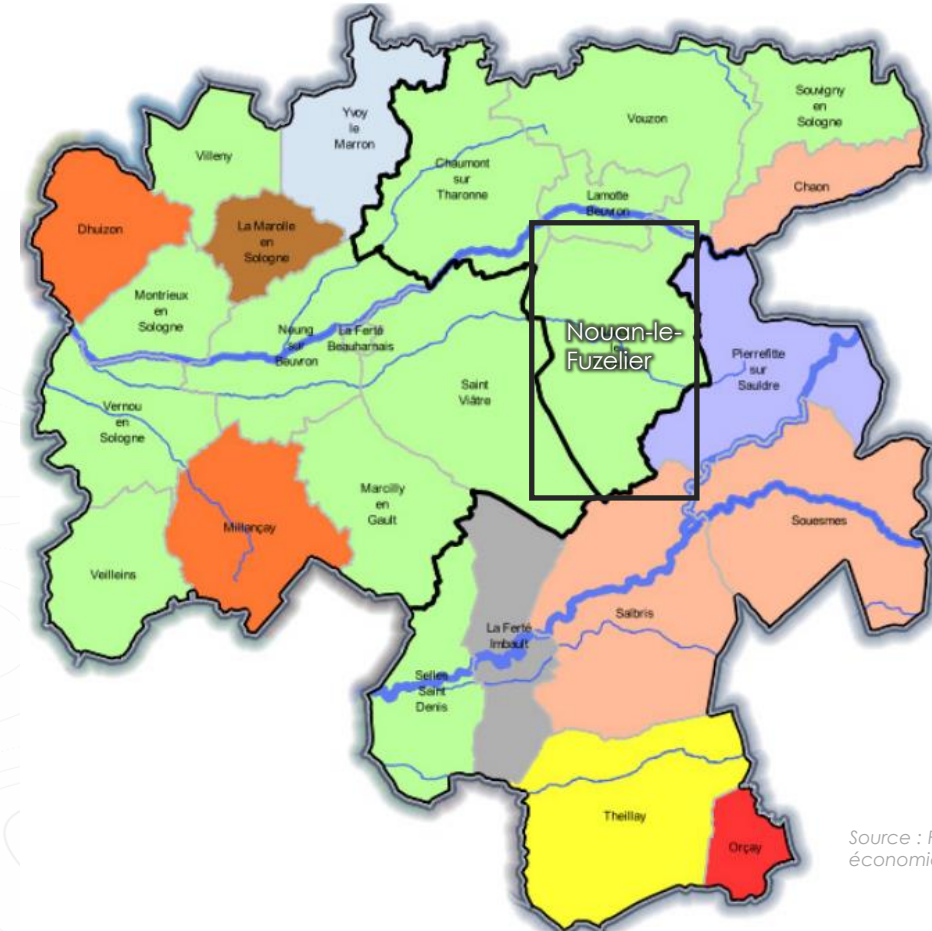 Yvoy
le
Marron
Villeny
Vouzon
Souvigny
en
Sologne
Chaumont
sur
Tharonne
Chaon
Lamotte
Beuvron
Dhuizon
La Marolle
en
Sologne
Montrieux
en
Sologne
Neung
sur
Beuvron
La Ferté
Beauharnais
Nouan-le-
Fuzelier
le
Pierrefitte
sur
Sauldre
Saint
Viâtre
Vernou
en
Sologne
Marcilly
en
Gault
Millançay
Souesmes
Veilleins
Salbris
La Ferté
Imbault
Selles
Saint
Denis
Theillay
Orçay
Source :
économi